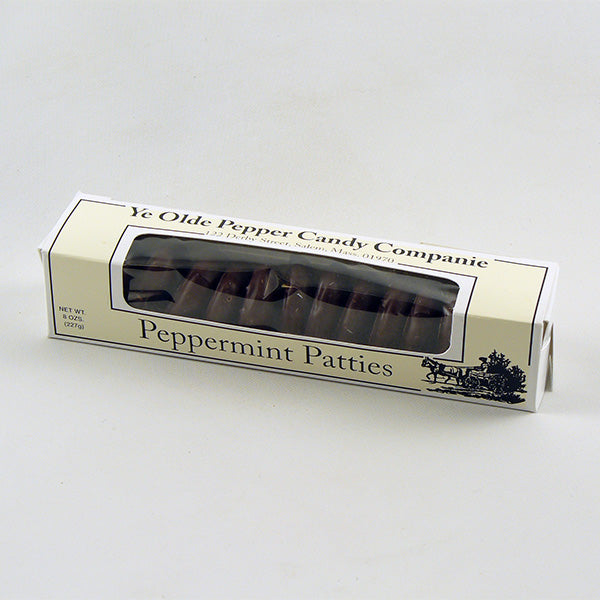 Ye Olde Pepper Candy Companie
122 Derby Street, Salem, Mass. 01970
NET WT.
8 OZS.
(227g)
Peppermint Patties